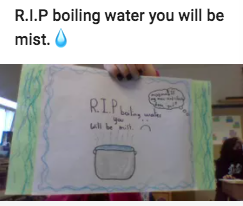 R.I.P boiling water you will be
mist. 💧
R.I.P boiling water
you
will be mist. :(